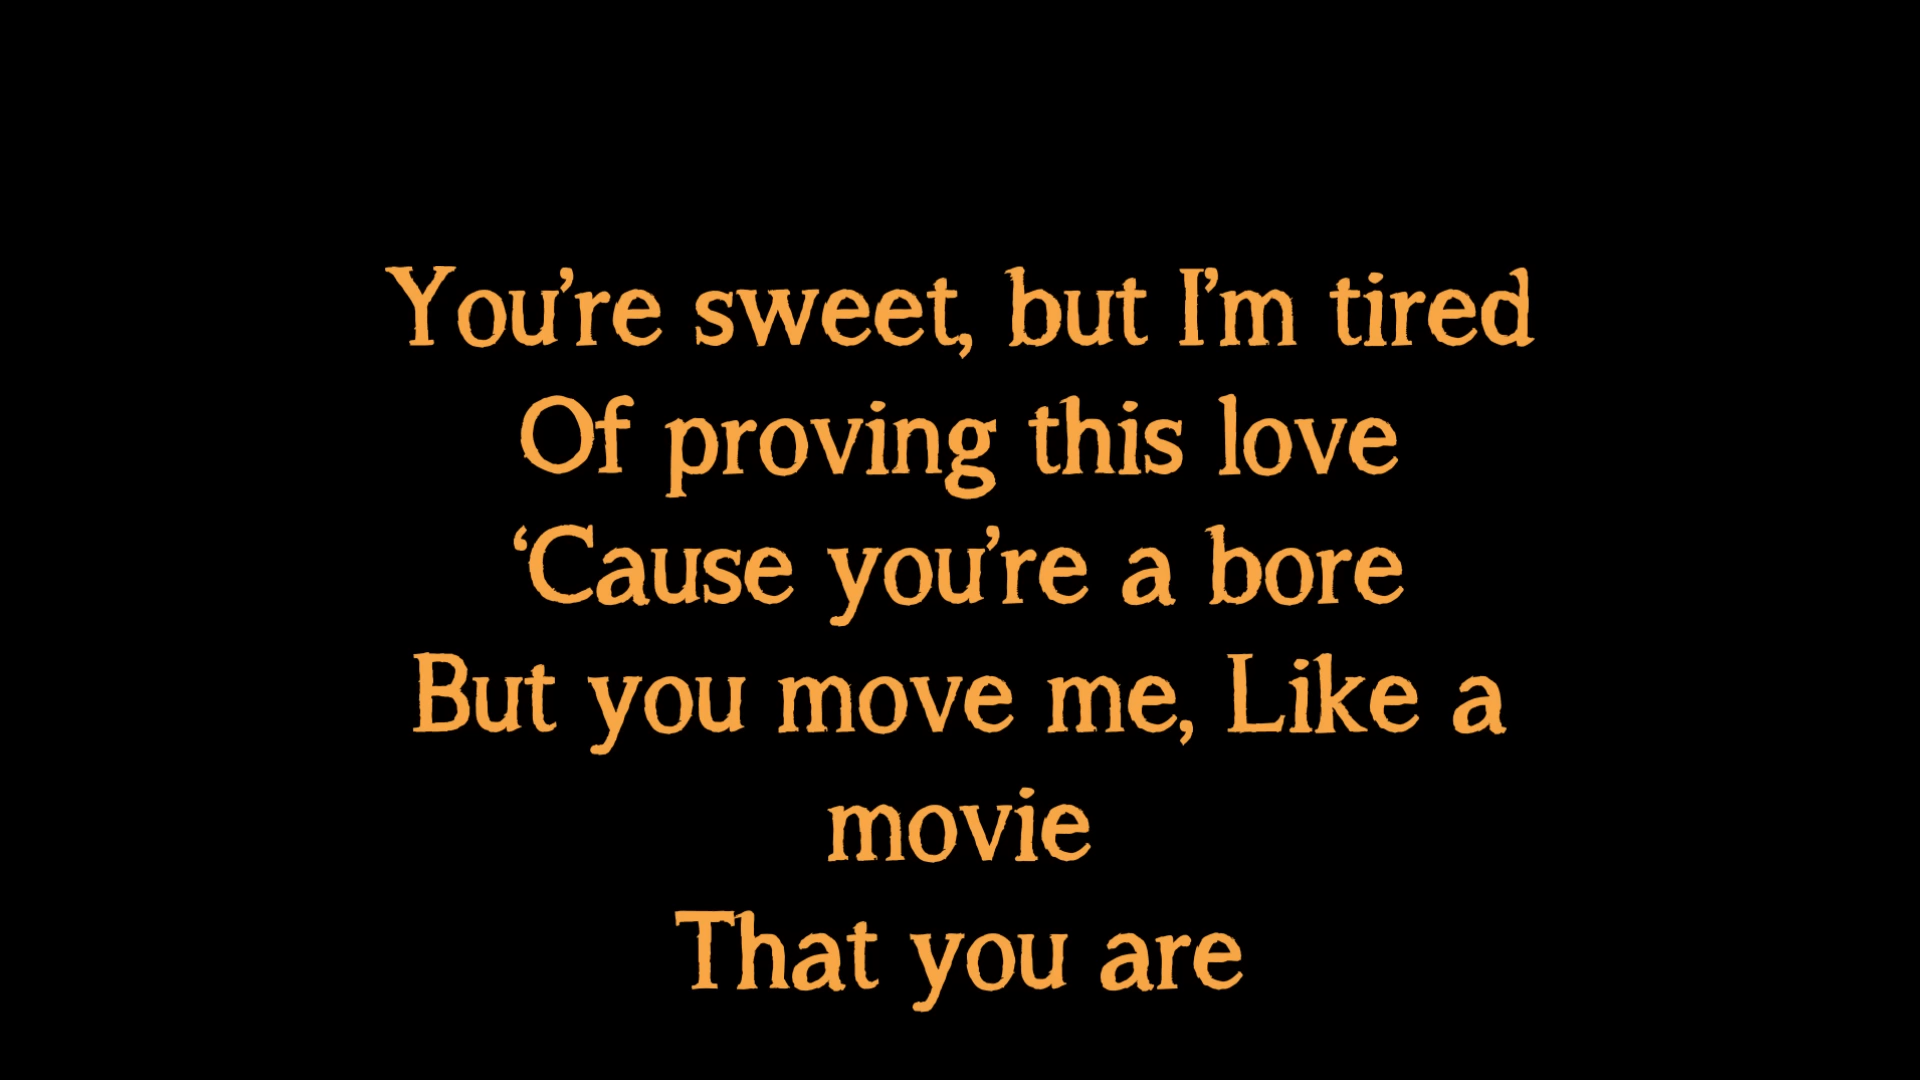 You’re sweet, but I’m tired
Of proving this love
‘Cause you’re a bore
But you move me, Like a
movie
That you are